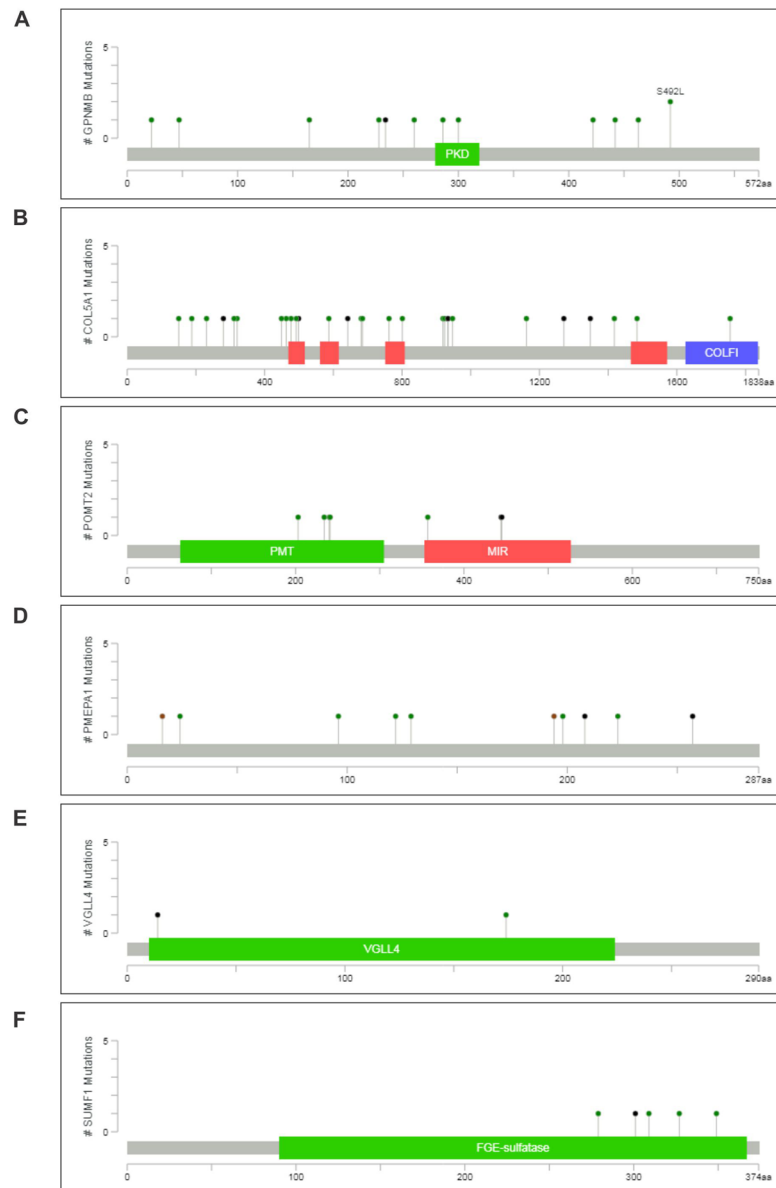 A
# GPNMB Mutations
5
0
S492L
PKD
0 100 200 300 400 500 572aa
B
# COL5A1 Mutations
5
0
COLFI
0 400 800 1200 1600 1838aa
C
# POMT2 Mutations
5
0
PMT MIR
0 200 400 600 750aa
D
# PMEPA1 Mutations
5
0
0 100 200 287aa
E
# VGLL4 Mutations
5
0
VGLL4
0 100 200 290aa
F
# SUMF1 Mutations
5
0
FGE-sulfatase
0 100 200 300 374aa